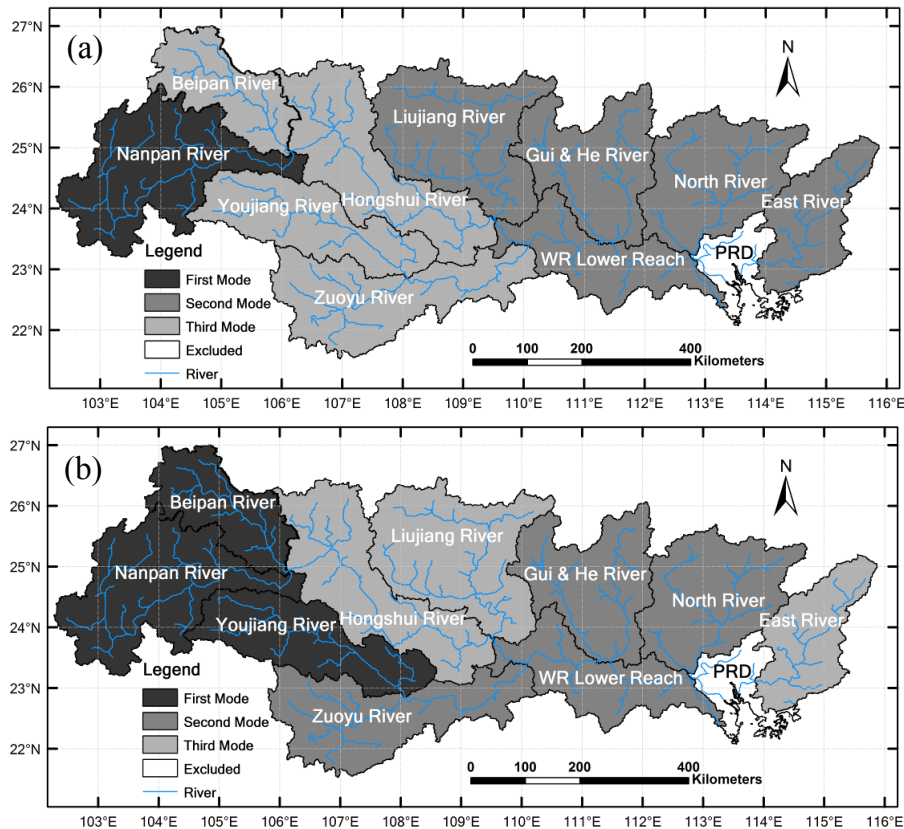 (a)
27°N
26°N
25°N
24°N
23°N
22°N
N
Beipan River
Liujiang River
Nanpan River
Gui & He River
North River
Youjiang River
Hongshui River
East River
WR Lower Reach
PRD
Zuoyu River
Legend
First Mode
Second Mode
Third Mode
Excluded
River
0 100 200 400
Kilometers
103°E 104°E 105°E 106°E 107°E 108°E 109°E 110°E 111°E 112°E 113°E 114°E 115°E 116°E
(b)
27°N
26°N
25°N
24°N
23°N
22°N
N
Beipan River
Liujiang River
Nanpan River
Gui & He River
North River
Youjiang River
Hongshui River
East River
WR Lower Reach
PRD
Zuoyu River
Legend
First Mode
Second Mode
Third Mode
Excluded
River
0 100 200 400
Kilometers
103°E 104°E 105°E 106°E 107°E 108°E 109°E 110°E 111°E 112°E 113°E 114°E 115°E 116°E